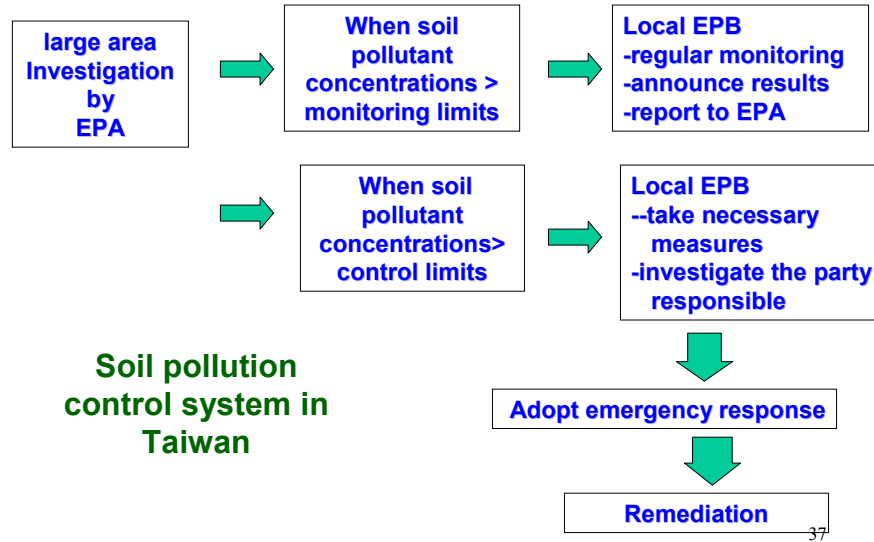 large area
Investigation
by
EPA
When soil
pollutant
concentrations >
monitoring limits
Local EPB
-regular monitoring
-announce results
-report to EPA
When soil
pollutant
concentrations>
control limits
Local EPB
--take necessary
measures
-investigate the party
responsible
Soil pollution
control system in
Taiwan
Adopt emergency response
Remediation
37